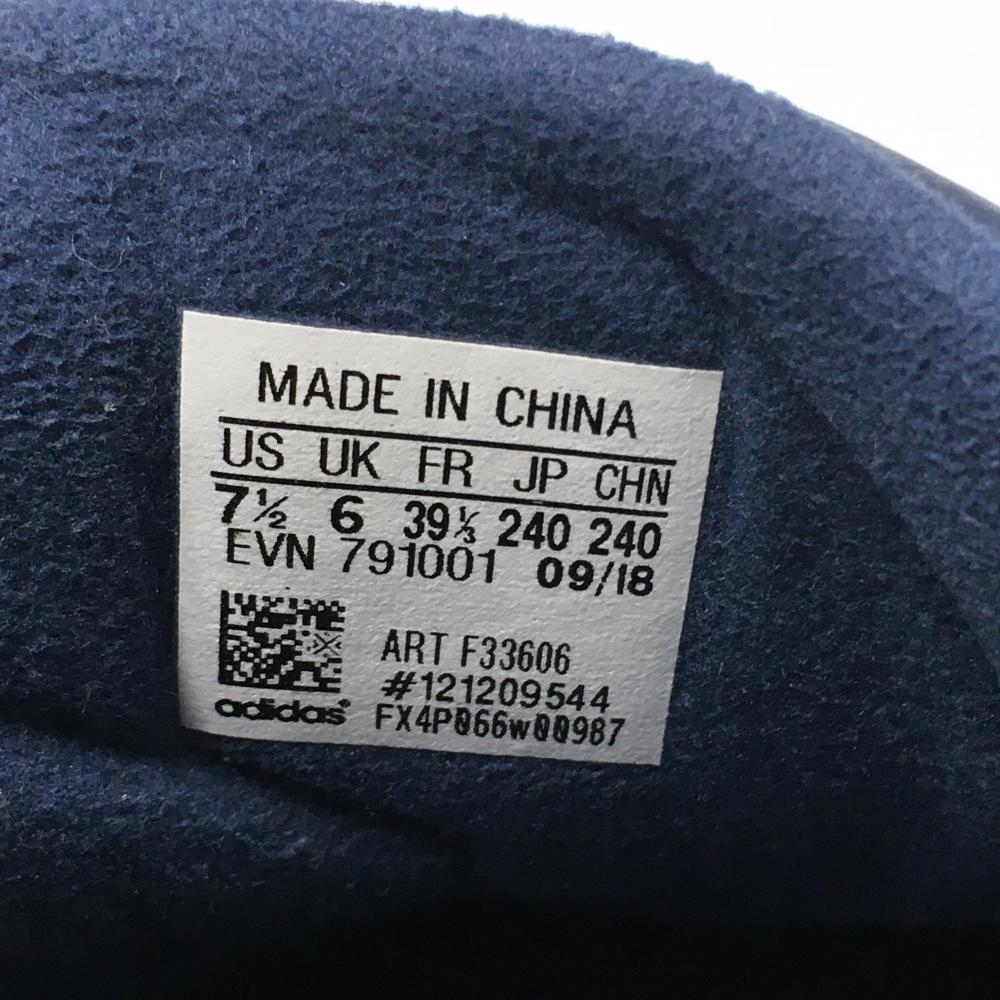 MADE IN CHINA
US UK FR JP CHN
7½ 6 39⅓ 240 240
EVN 791001 09/18
ART F33606
#121209544
adidas® FX4P066w00987